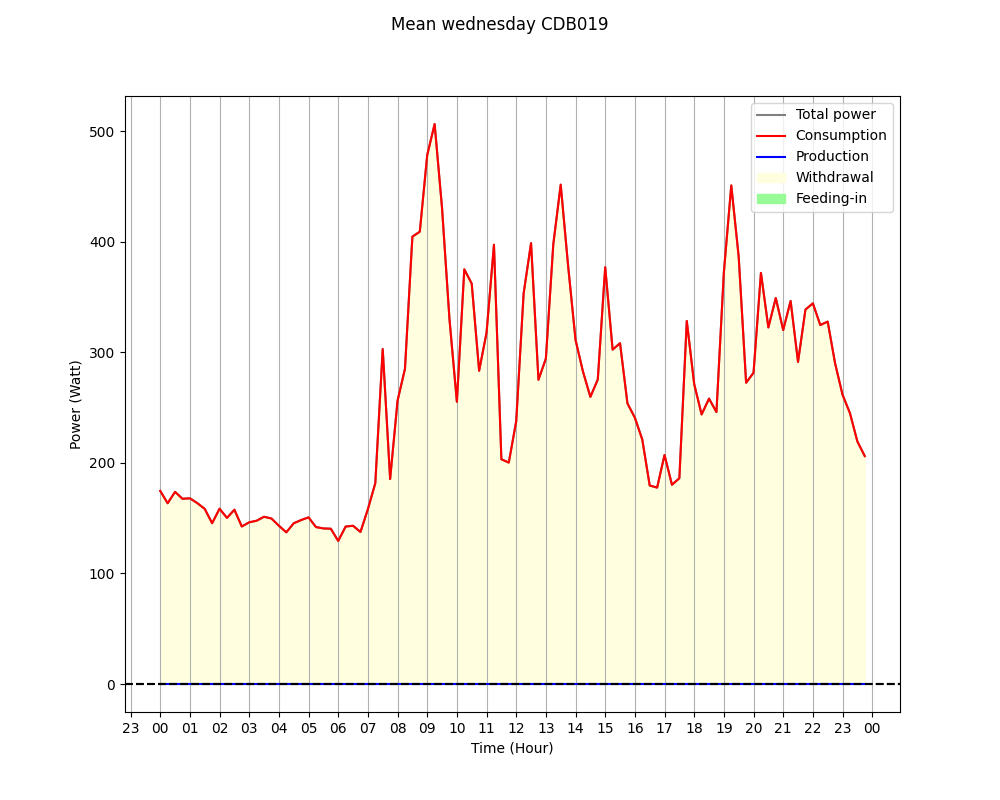 Mean wednesday CDB019
Total power
Consumption
Production
Withdrawal
Feeding-in
500
400
300
200
100
0
Power (Watt)
23 00 01 02 03 04 05 06 07 08 09 10 11 12 13 14 15 16 17 18 19 20 21 22 23 00
Time (Hour)